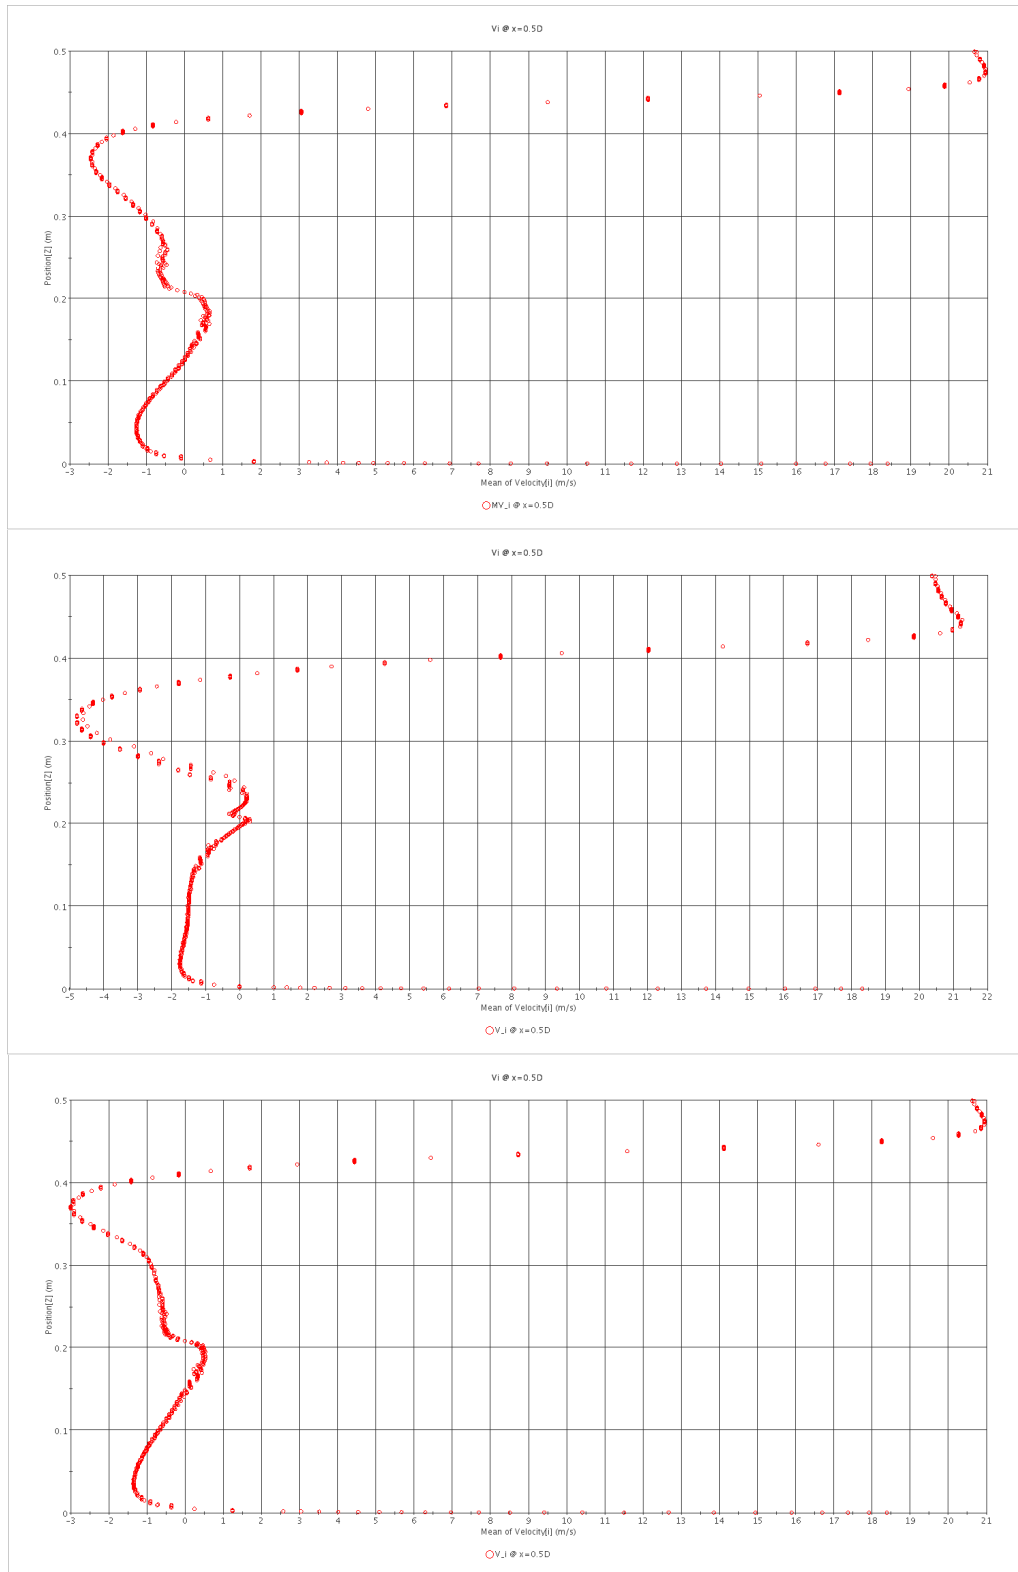 Vi @ x=0.5D
0.5
0.4
0.3
0.2
0.1
0
Position[Z] (m)
-3 -2 -1 0 1 2 3 4 5 6 7 8 9 10 11 12 13 14 15 16 17 18 19 20 21
Mean of Velocity[i] (m/s)
MV_i @ x=0.5D
Vi @ x=0.5D
0.5
0.4
0.3
0.2
0.1
0
Position[Z] (m)
-5 -4 -3 -2 -1 0 1 2 3 4 5 6 7 8 9 10 11 12 13 14 15 16 17 18 19 20 21 22
Mean of Velocity[i] (m/s)
V_i @ x=0.5D
Vi @ x=0.5D
0.5
0.4
0.3
0.2
0.1
0
Position[Z] (m)
-3 -2 -1 0 1 2 3 4 5 6 7 8 9 10 11 12 13 14 15 16 17 18 19 20 21
Mean of Velocity[i] (m/s)
V_i @ x=0.5D